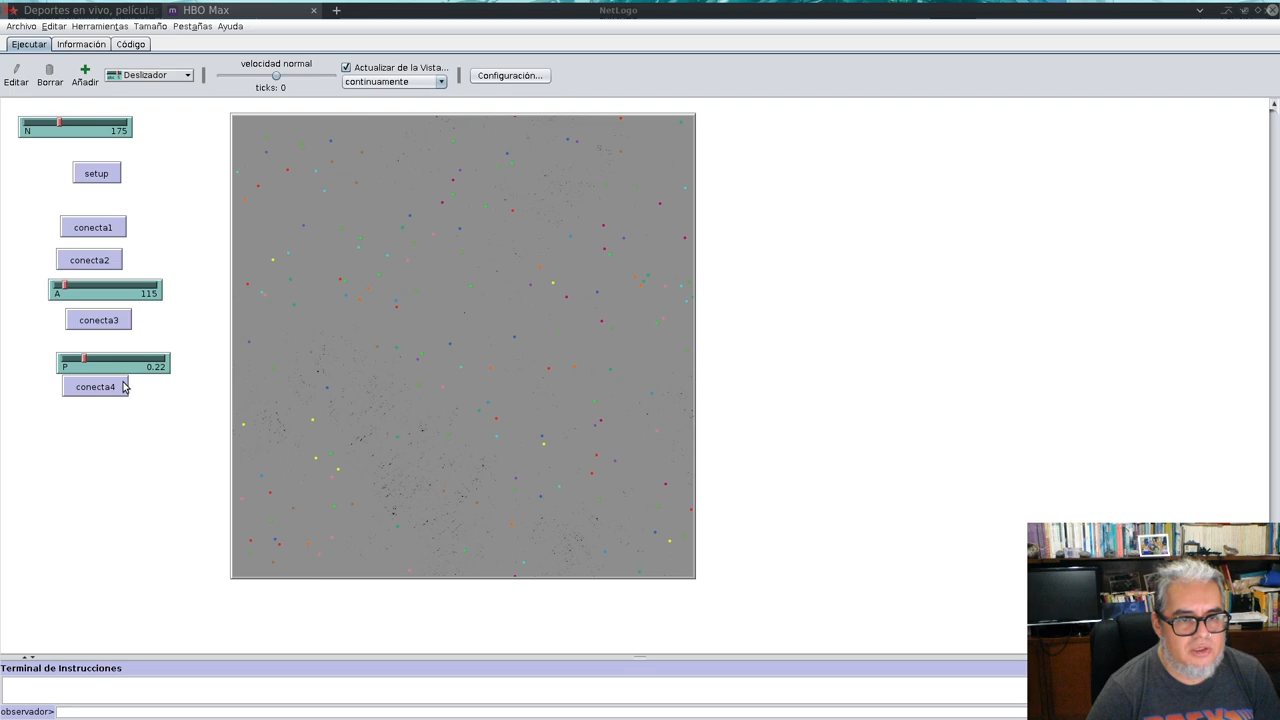 Deportes en vivo, películas
HBO Max
NetLogo
Archivo Editar Herramientas Tamaño Pestañas Ayuda
Ejecutar Información Código
Editar Borrar Añadir
Deslizador
velocidad normal
ticks: 0
Actualizar de la Vista...
continuamente
Configuración...
N 175
setup
conecta1
conecta2
A 115
conecta3
P 0.22
conecta4
Terminal de Instrucciones
observador>